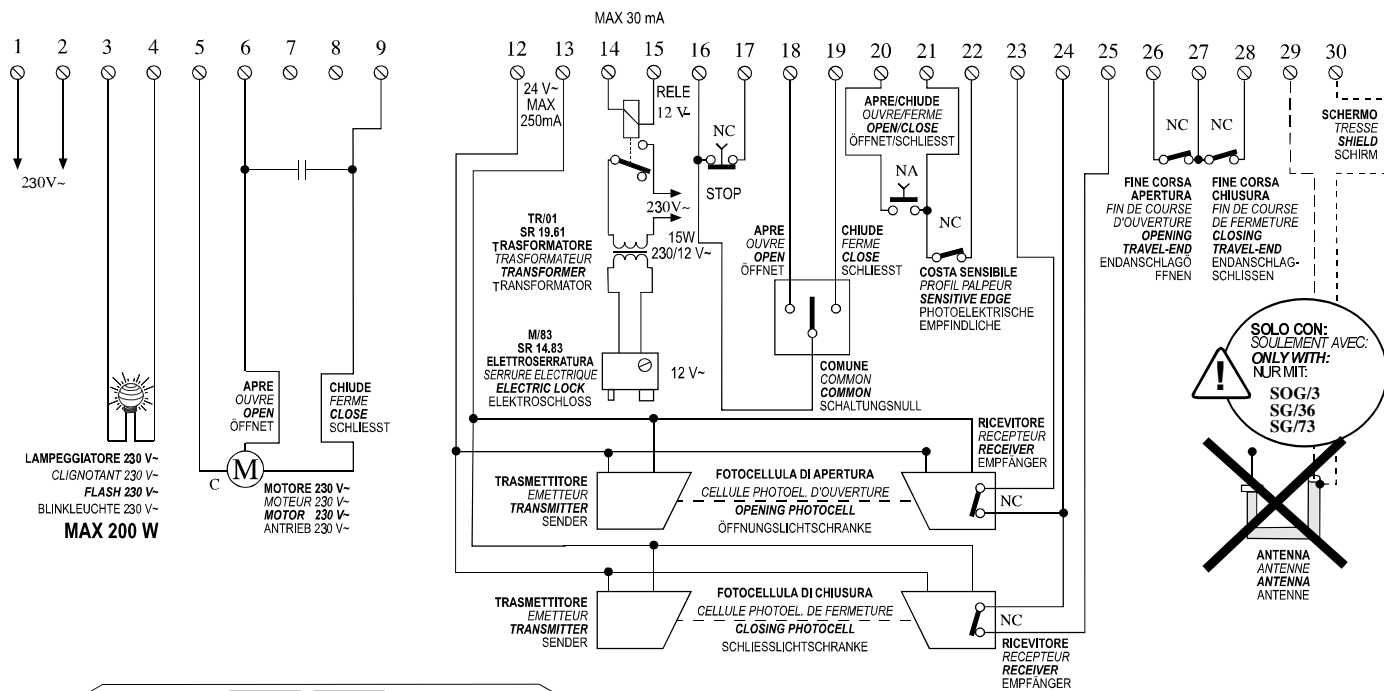 MAX 30 mA
1 2 3 4 5 6 7 8 9 12 13 14 15 16 17 18 19 20 21 22 23 24 25 26 27 28 29 30
230V~
LAMPEGGIATORE 230 V~
CLIGNOTANT 230 V~
FLASH 230 V~
BLINKLEUCHTE 230 V~
MAX 200 W
APRE
OUVRE
OPEN
ÖFFNET
CHIUDE
FERME
CLOSE
SCHLIESST
C
M
MOTORE 230 V~
MOTEUR 230 V~
MOTOR 230 V~
ANTRIEB 230 V~
24 V~
MAX
250mA
RELE
12 V-
230V~
15W
230/12 V~
TR/01
SR 19.61
TRASFORMATORE
TRASFORMATEUR
TRANSFORMER
TRANSFORMATOR
M/83
SR 14.83
ELETTROSERRATURA
SERRURE ELECTRIQUE
ELECTRIC LOCK
ELEKTROSCHLOSS
12 V~
NC
STOP
APRE
OUVRE
OPEN
ÖFFNET
CHIUDE
FERME
CLOSE
SCHLIESST
COMUNE
COMMON
COMMON
SCHALTUNGSNULL
APRE/CHIUDE
OUVRE/FERME
OPEN/CLOSE
ÖFFNET/SCHLIESST
NA
NC
COSTA SENSIBILE
PROFIL PALPEUR
SENSITIVE EDGE
PHOTOELEKTRISCHE
EMPFINDLICHE
NC NC
FINE CORSA
APERTURA
FIN DE COURSE
D'OUVERTURE
OPENING
TRAVEL-END
ENDANSCHLAGÖ
FFNEN
FINE CORSA
CHIUSURA
FIN DE COURSE
DE FERMETURE
CLOSING
TRAVEL-END
ENDANSCHLAG-
SCHLISSEN
SCHERMO
TRESSE
SHIELD
SCHIRM
SOLO CON:
SOULEMENT AVEC:
ONLY WITH:
NUR MIT:
SOG/3
SG/36
SG/73
!
ANTENNA
ANTENNE
ANTENNA
ANTENNE
TRASMETTITORE
EMETTEUR
TRANSMITTER
SENDER
FOTOCELLULA DI APERTURA
CELLULE PHOTOEL. D'OUVERTURE
OPENING PHOTOCELL
ÖFFNUNGSLICHTSCHRANKE
RICEVITORE
RECEPTEUR
RECEIVER
EMPFÄNGER
NC
TRASMETTITORE
EMETTEUR
TRANSMITTER
SENDER
FOTOCELLULA DI CHIUSURA
CELLULE PHOTOEL. DE FERMETURE
CLOSING PHOTOCELL
SCHLIESSLICHTSCHRANKE
NC
RICEVITORE
RECEPTEUR
RECEIVER
EMPFÄNGER